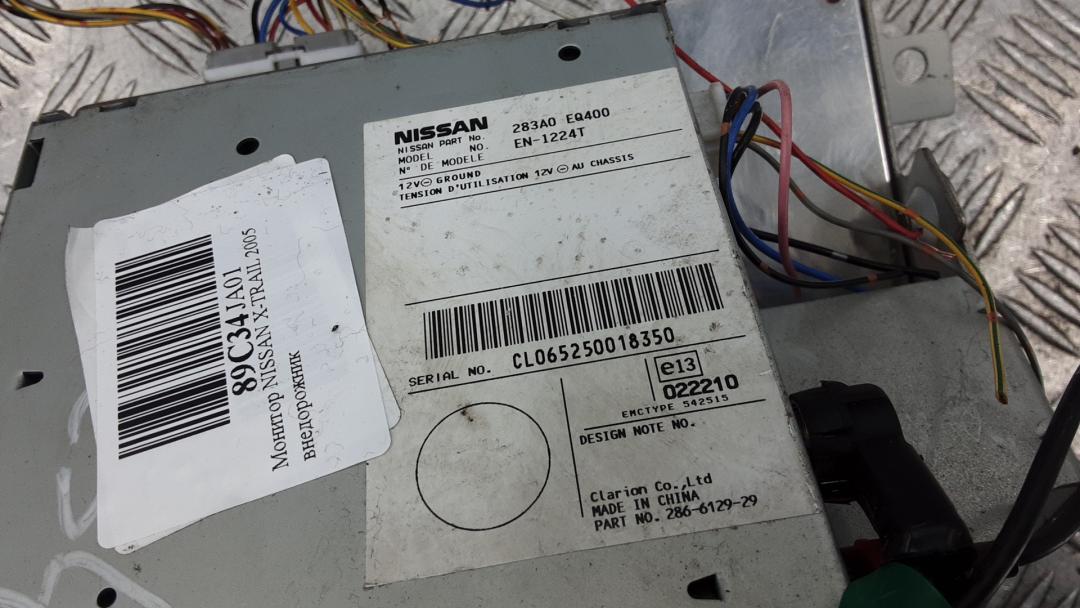 NISSAN
NISSAN PART No. 283A0 EQ400
MODEL NO. EN-1224T
N° DE MODELE
12V⊖ GROUND
TENSION D'UTILISATION 12V ⊖ AU CHASSIS
SERIAL NO. CL065250018350
e13
022210
EMCTYPE 542515
DESIGN NOTE NO.
Clarion Co.,Ltd
MADE IN CHINA
PART NO. 286-6129-29
89C34JA01
Монитор NISSAN X-TRAIL 2005
внедорожник